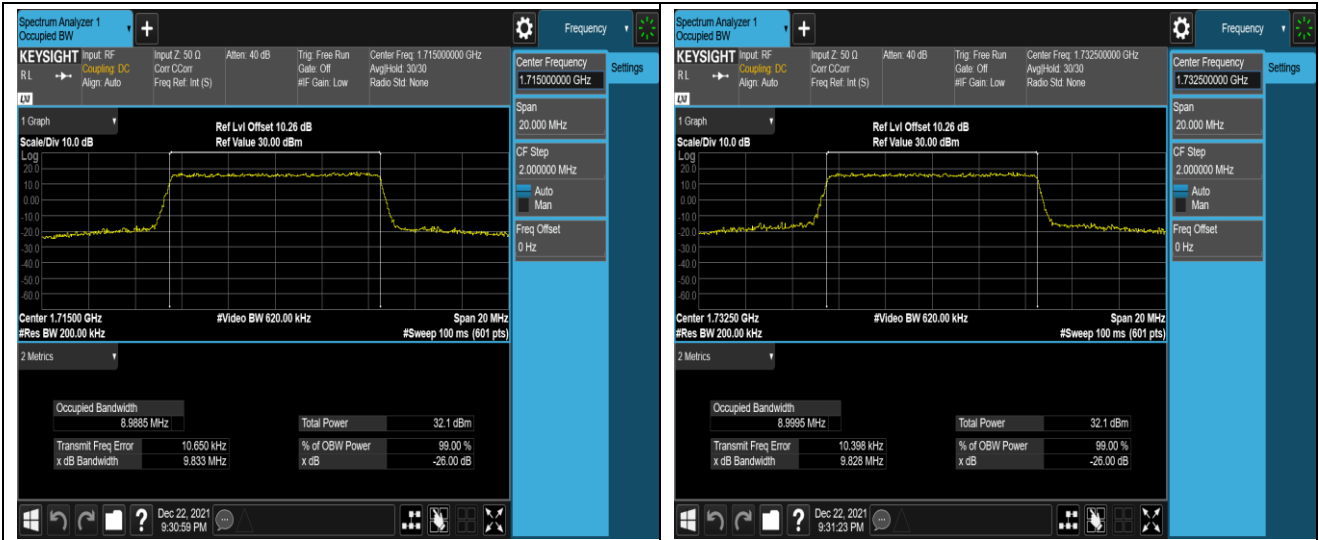 Spectrum Analyzer 1
Occupied BW
Frequency
KEYSIGHT Input: RF Input Z: 50 Ω Atten: 40 dB Trig: Free Run Center Freq: 1.715000000 GHz
R L Coupling: DC Corr CCorr Gate: Off Avg|Hold: 30/30
Align: Auto Freq Ref: Int (S) #IF Gain: Low Radio Std: None
LXI
Center Frequency
1.715000000 GHz
Settings
Span
20.000 MHz
CF Step
2.000000 MHz
Auto
Man
Freq Offset
0 Hz
1 Graph
Ref Lvl Offset 10.26 dB
Scale/Div 10.0 dB Ref Value 30.00 dBm
Log
20.0
10.0
0.00
-10.0
-20.0
-30.0
-40.0
-50.0
-60.0
Center 1.71500 GHz #Video BW 620.00 kHz Span 20 MHz
#Res BW 200.00 kHz #Sweep 100 ms (601 pts)
2 Metrics
Occupied Bandwidth
8.9885 MHz Total Power 32.1 dBm
Transmit Freq Error 10.650 kHz % of OBW Power 99.00 %
x dB Bandwidth 9.833 MHz x dB -26.00 dB
Dec 22, 2021
9:30:59 PM
Spectrum Analyzer 1
Occupied BW
Frequency
KEYSIGHT Input: RF Input Z: 50 Ω Atten: 40 dB Trig: Free Run Center Freq: 1.732500000 GHz
R L Coupling: DC Corr CCorr Gate: Off Avg|Hold: 30/30
Align: Auto Freq Ref: Int (S) #IF Gain: Low Radio Std: None
LXI
Center Frequency
1.732500000 GHz
Settings
Span
20.000 MHz
CF Step
2.000000 MHz
Auto
Man
Freq Offset
0 Hz
1 Graph
Ref Lvl Offset 10.26 dB
Scale/Div 10.0 dB Ref Value 30.00 dBm
Log
20.0
10.0
0.00
-10.0
-20.0
-30.0
-40.0
-50.0
-60.0
Center 1.73250 GHz #Video BW 620.00 kHz Span 20 MHz
#Res BW 200.00 kHz #Sweep 100 ms (601 pts)
2 Metrics
Occupied Bandwidth
8.9995 MHz Total Power 32.1 dBm
Transmit Freq Error 10.398 kHz % of OBW Power 99.00 %
x dB Bandwidth 9.828 MHz x dB -26.00 dB
Dec 22, 2021
9:31:23 PM